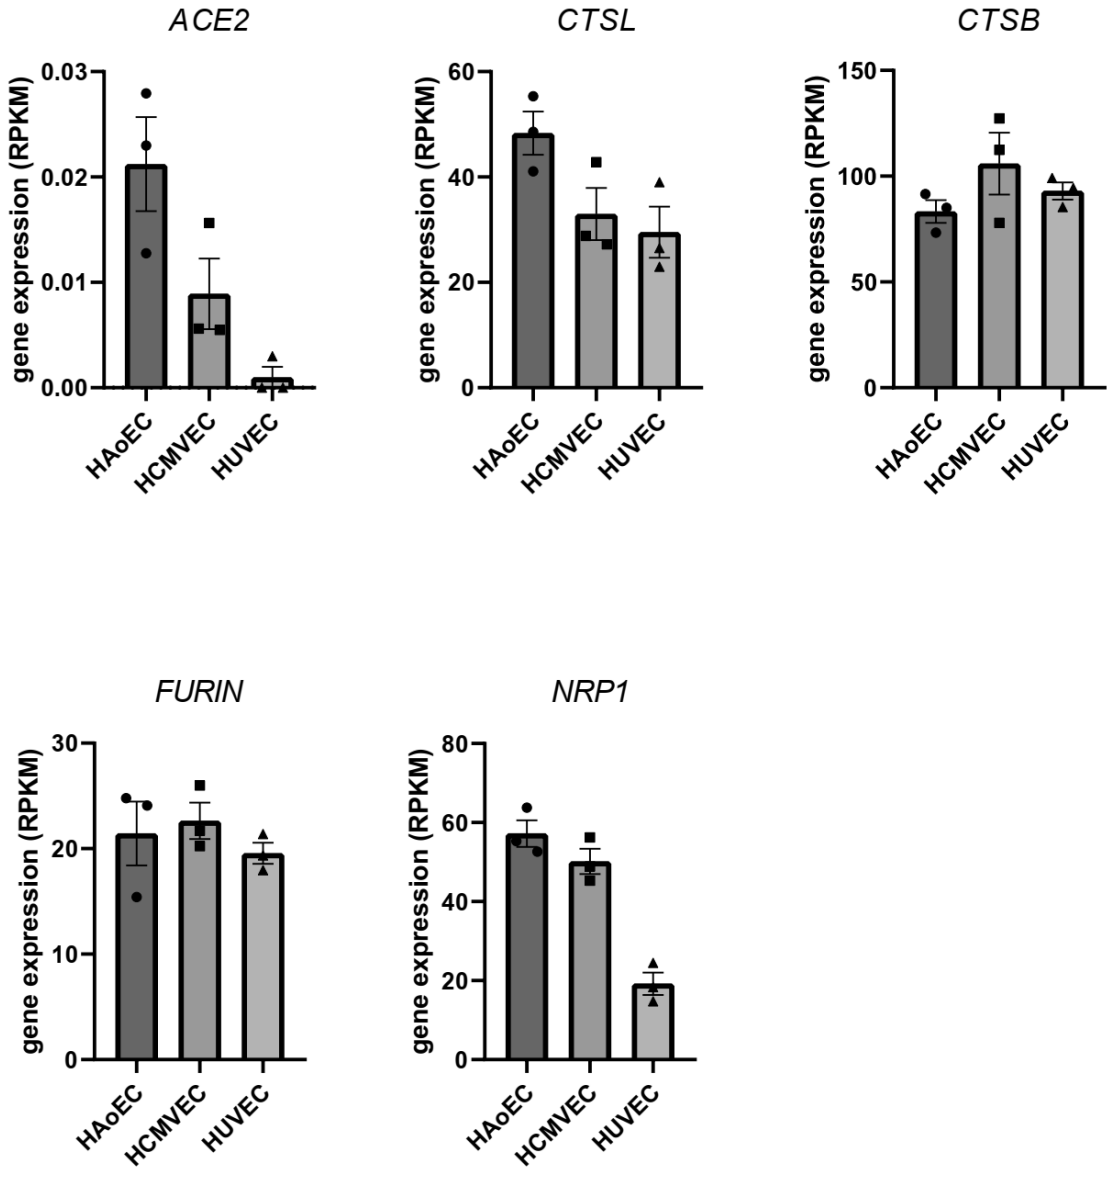 ACE2
gene expression (RPKM)
0.03
0.02
0.01
0.00
HAoEC
HCMVEC
HUVEC
CTSL
gene expression (RPKM)
60
40
20
0
HAoEC
HCMVEC
HUVEC
CTSB
gene expression (RPKM)
150
100
50
0
HAoEC
HCMVEC
HUVEC
FURIN
gene expression (RPKM)
30
20
10
0
HAoEC
HCMVEC
HUVEC
NRP1
gene expression (RPKM)
80
60
40
20
0
HAoEC
HCMVEC
HUVEC